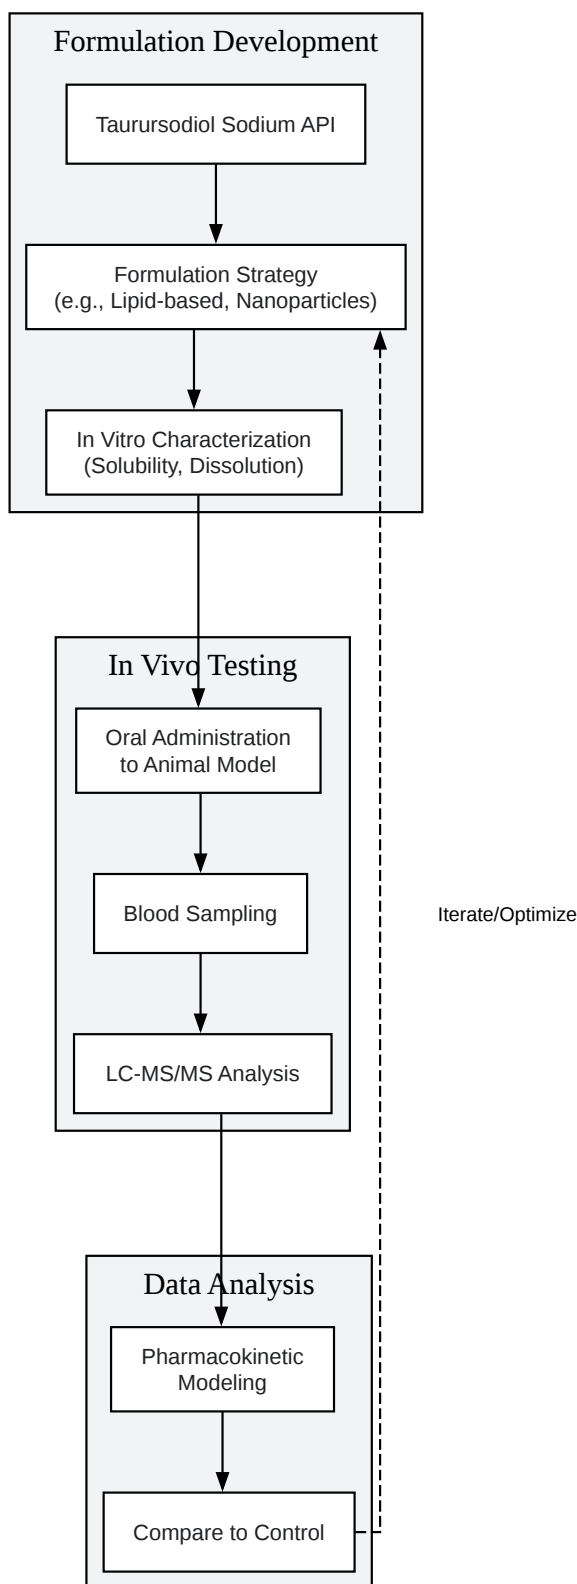 Formulation Development
Taurursodiol Sodium API
Formulation Strategy
(e.g., Lipid-based, Nanoparticles)
In Vitro Characterization
(Solubility, Dissolution)
In Vivo Testing
Oral Administration
to Animal Model
Blood Sampling
Iterate/Optimize
LC-MS/MS Analysis
Data Analysis
Pharmacokinetic
Modeling
Compare to Control